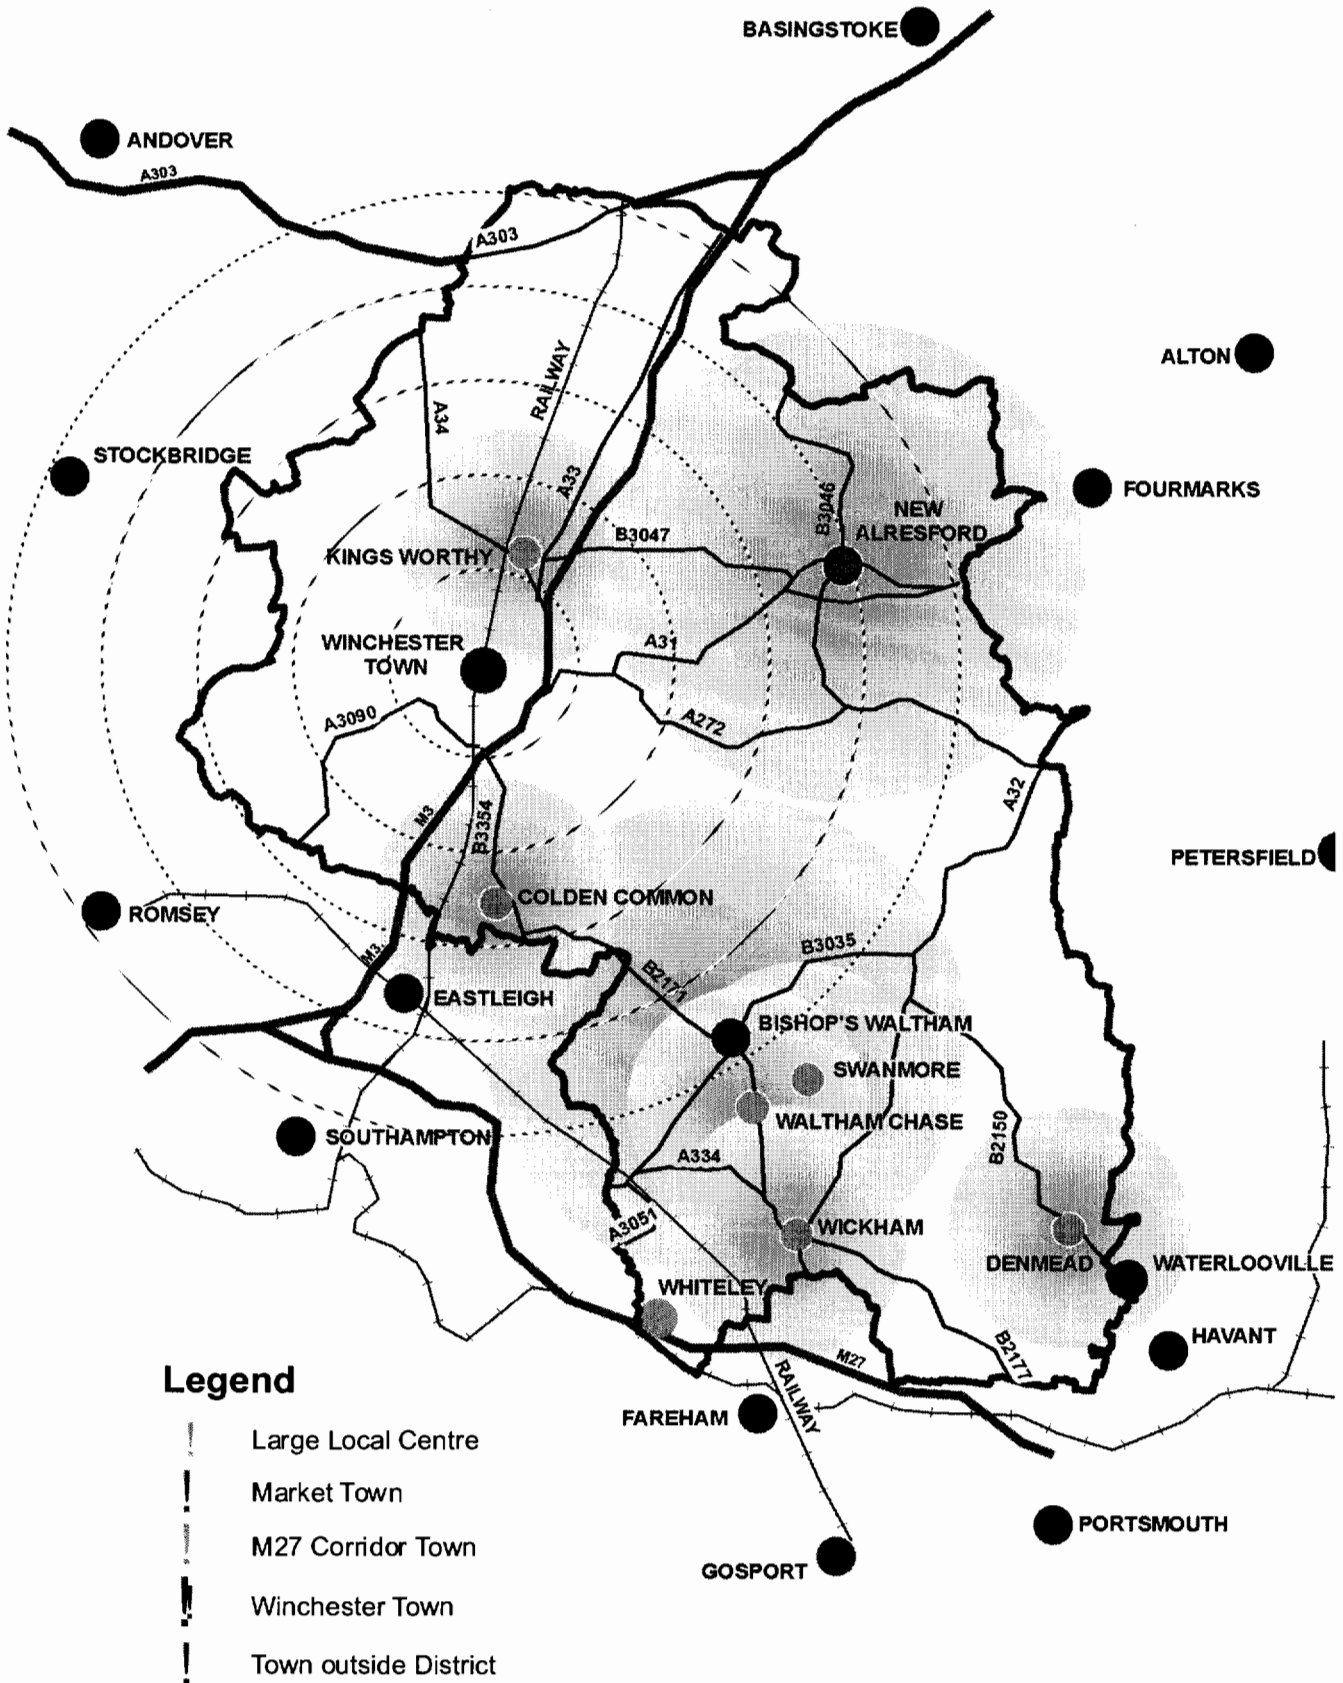 BASINGSTOKE
ANDOVER
A303
A303
ALTON
RAILWAY
A34
STOCKBRIDGE
A33
B3046
FOURMARKS
NEW
ALRESFORD
B3047
KINGS WORTHY
WINCHESTER
TOWN
A31
A3090
A272
A32
M3
B3354
PETERSFIELD
COLDEN COMMON
ROMSEY
M3
B3035
B2171
EASTLEIGH
BISHOP'S WALTHAM
SWANMORE
WALTHAM CHASE
SOUTHAMPTON
B2150
A334
A3051
WICKHAM
DENMEAD
WATERLOOVILLE
WHITELEY
HAVANT
M27
B2177
RAILWAY
FAREHAM
PORTSMOUTH
GOSPORT
Legend
Large Local Centre
Market Town
M27 Corridor Town
Winchester Town
Town outside District